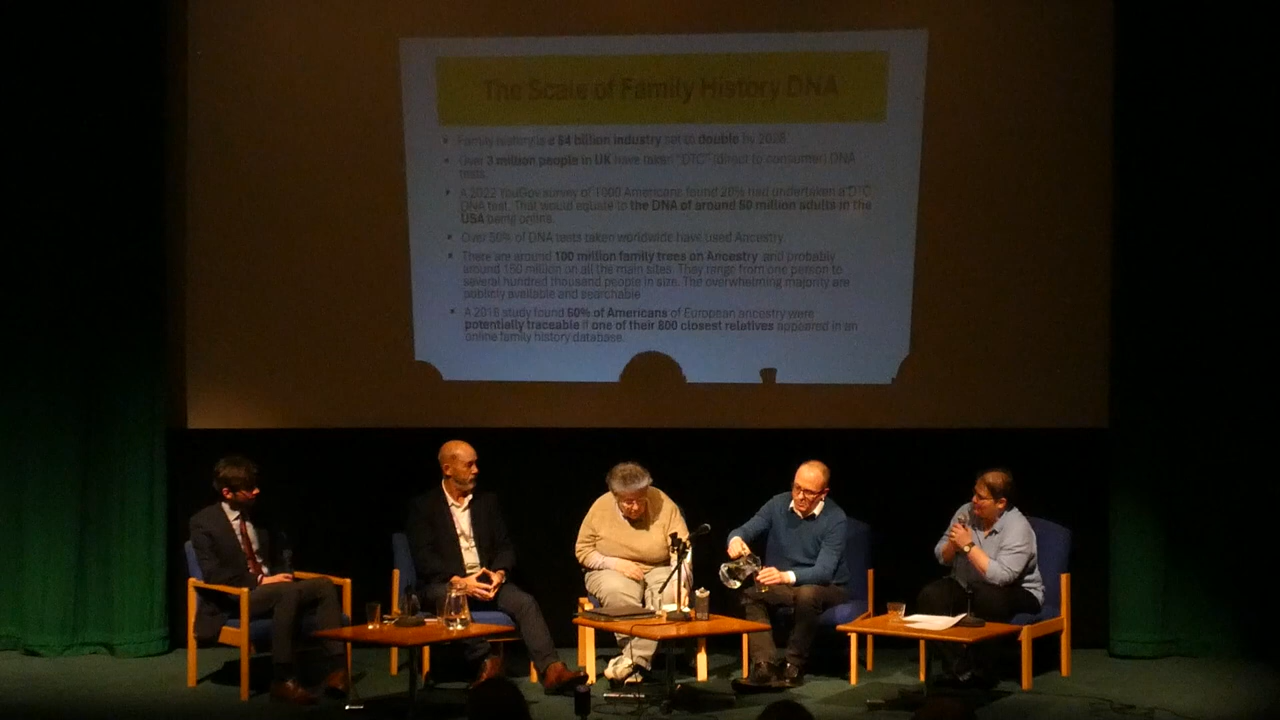 The Scale of Family History DNA
Family history is a $4 billion industry set to double by 2028.
Over 3 million people in UK have taken "DTC" (direct to consumer) DNA
tests.
A 2022 YouGov survey of 1000 Americans found 20% had undertaken a DTC
DNA test. That would equate to the DNA of around 50 million adults in the
USA being online.
Over 50% of DNA tests taken worldwide have used Ancestry.
There are around 100 million family trees on Ancestry and probably
around 150 million on all the main sites. They range from one person to
several hundred thousand people in size. The overwhelming majority are
publicly available and searchable
A 2018 study found 60% of Americans of European ancestry were
potentially traceable if one of their 800 closest relatives appeared in an
online family history database.